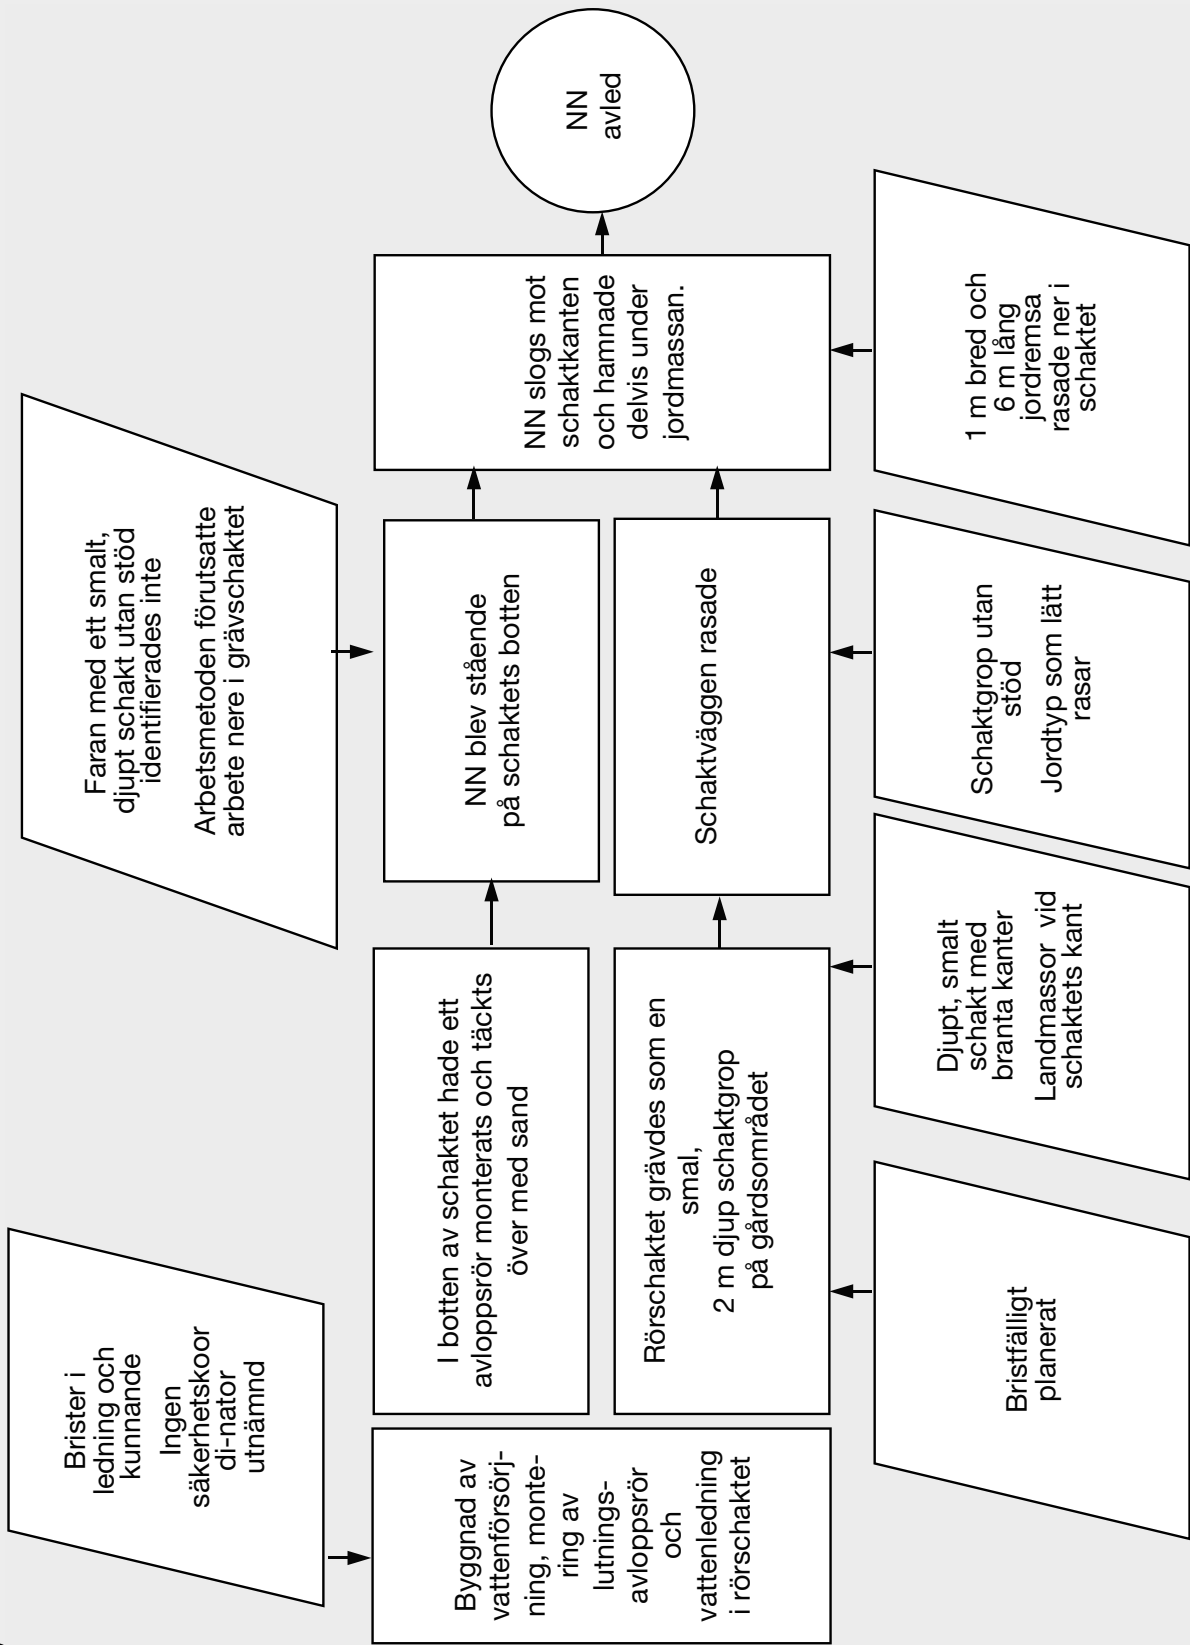 Brister i
ledning och
kunnande
Ingen
säkerhetskoor
di-nator
utnämnd
Faran med ett smalt,
djupt schakt utan stöd
identifierades inte
Arbetsmetoden förutsatte
arbete nere i grävschaktet
Byggnad av
vattenförsörj-
ning, monte-
ring av
lutnings-
avloppsrör
och
vattenledning
i rörschaktet
I botten av schaktet hade ett
avloppsrör monterats och täckts
över med sand
NN blev stående
på schaktets botten
Rörschaktet grävdes som en
smal,
2 m djup schaktgrop
på gårdsområdet
Schaktväggen rasade
NN slogs mot
schaktkanten
och hamnade
delvis under
jordmassan.
NN
avled
Bristfälligt
planerat
Djupt, smalt
schakt med
branta kanter
Landmassor vid
schaktets kant
Schaktgrop utan
stöd
Jordtyp som lätt
rasar
1 m bred och
6 m lång
jordremsa
rasade ner i
schaktet